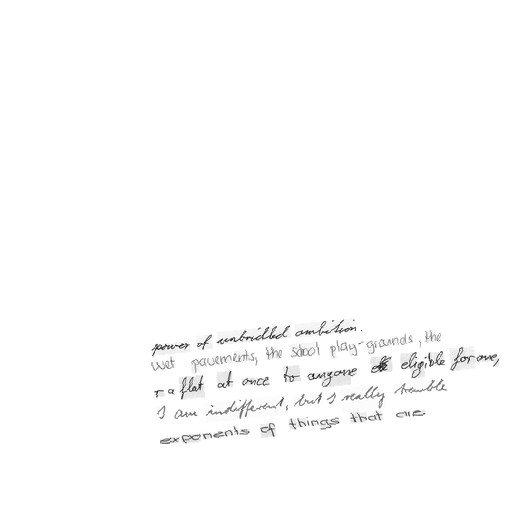 power of unbridled ambition.
wet pavements, the school play-grounds, the
r a flat at once to anyone eligible for one,
I am indifferent, but I really tremble
exponents of things that are